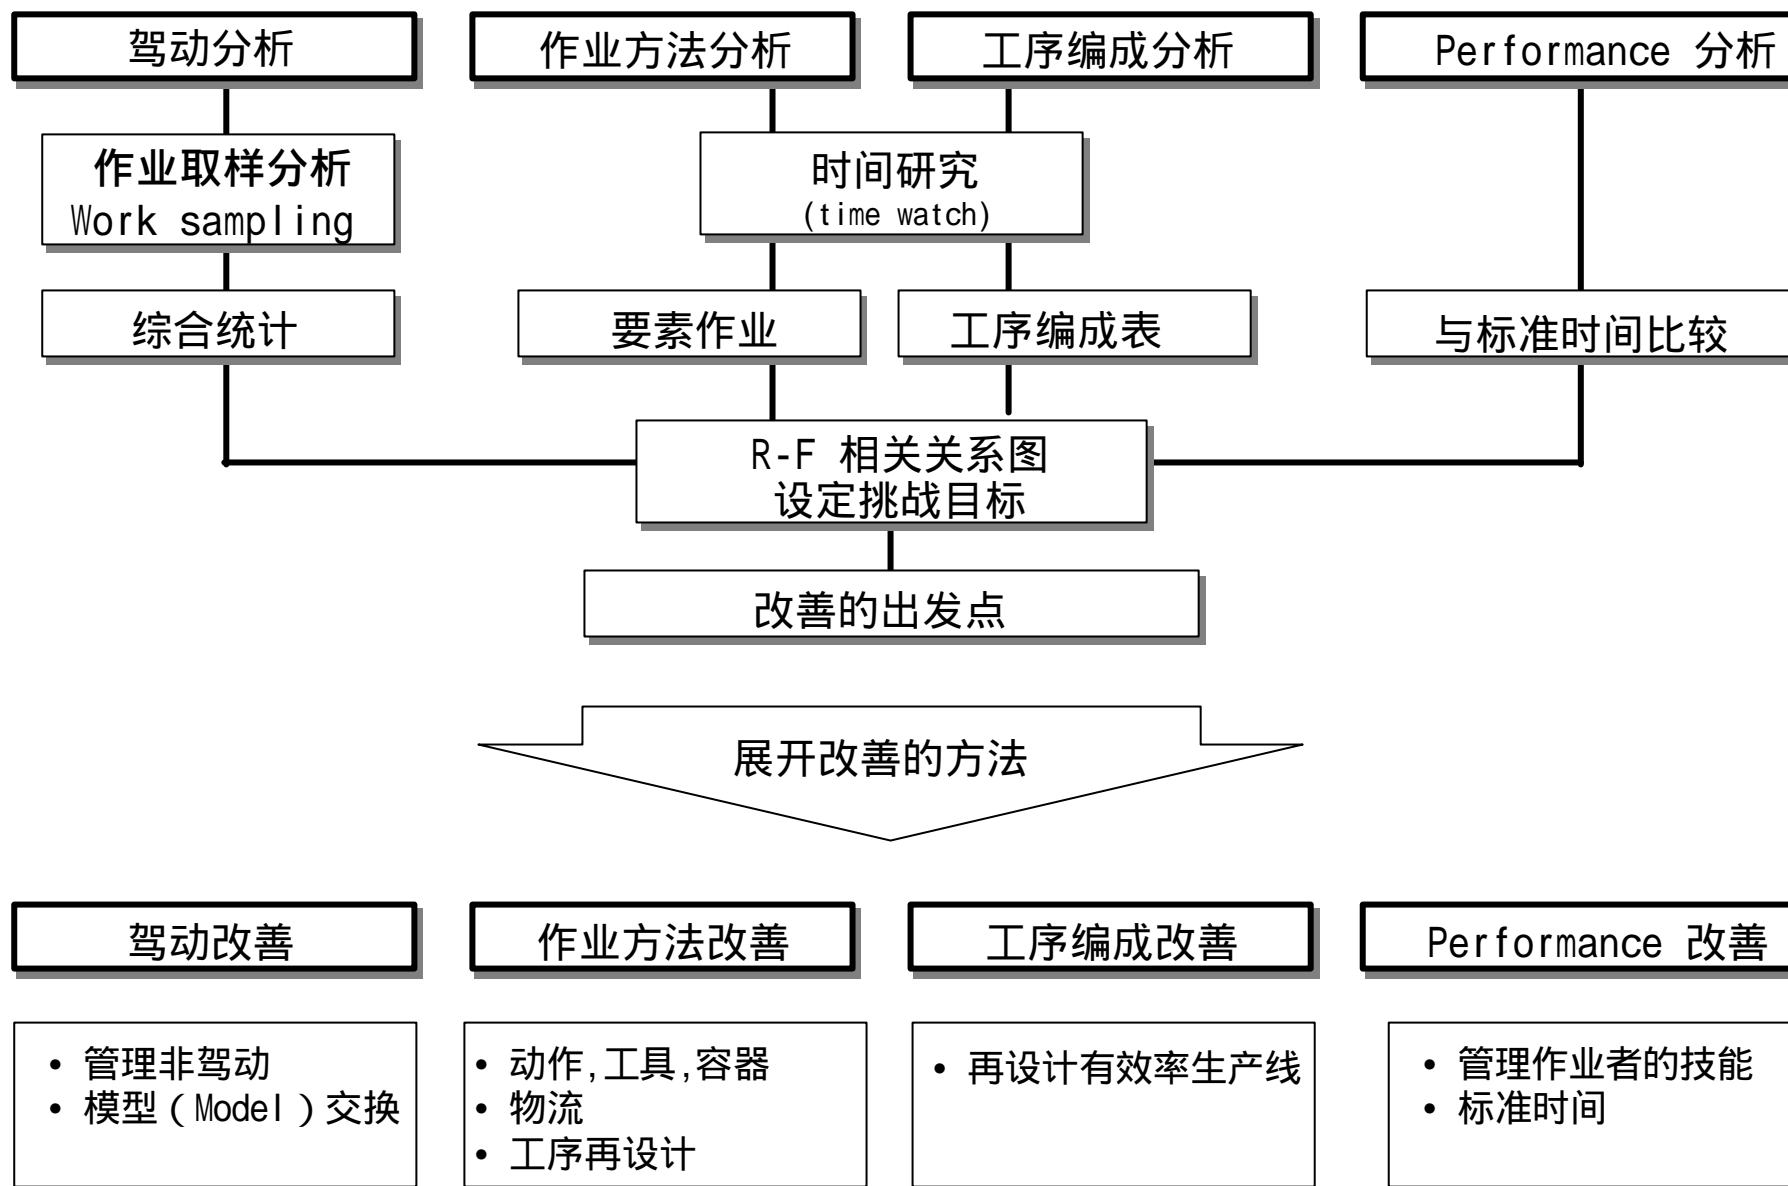 驾动分析
作业方法分析
工序编成分析
Performance 分析
作业取样分析
Work sampling
时间研究
(time watch)
综合统计
要素作业
工序编成表
与标准时间比较
R-F 相关关系图
设定挑战目标
改善的出发点
展开改善的方法
驾动改善
作业方法改善
工序编成改善
Performance 改善
• 管理非驾动
• 模型（Model）交换
• 动作,工具,容器
• 物流
• 工序再设计
• 再设计有效率生产线
• 管理作业者的技能
• 标准时间